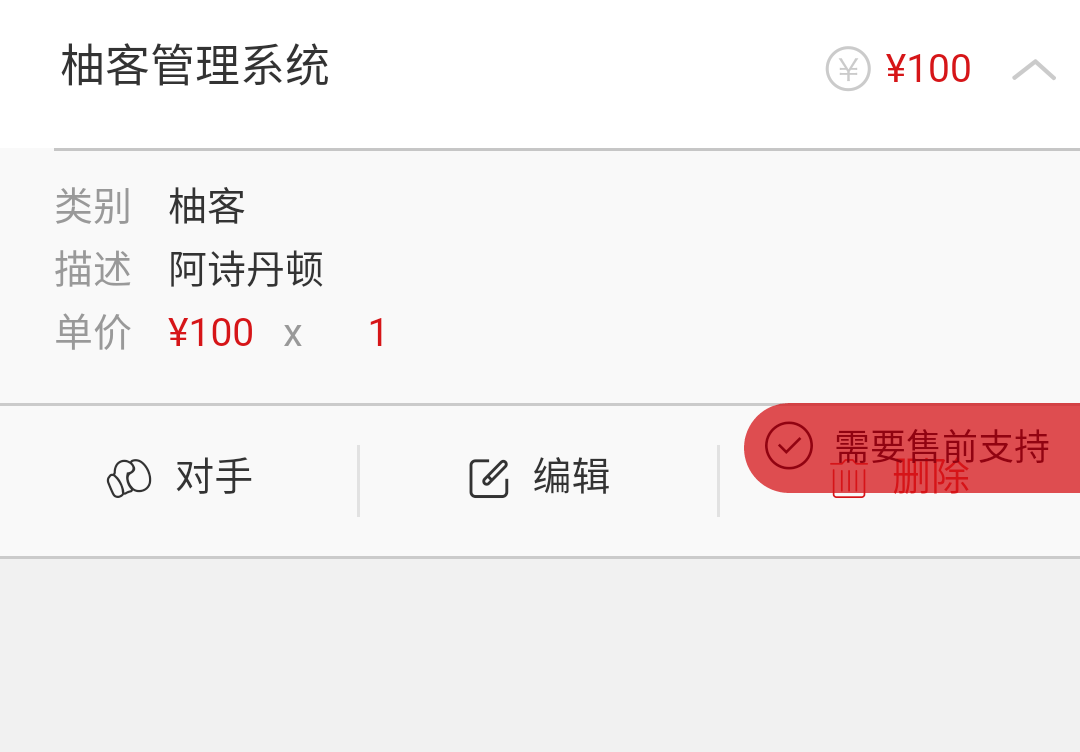 柚客管理系统 ¥ ¥100
类别 柚客
描述 阿诗丹顿
单价 ¥100 x 1
需要售前支持
对手 编辑 删除